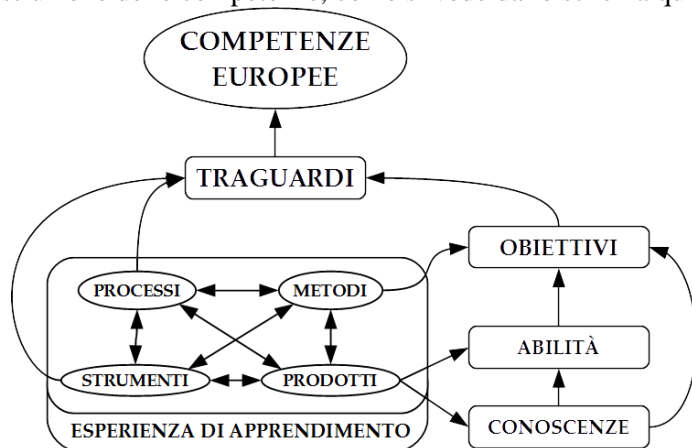 COMPETENZE
EUROPEE
TRAGUARDI
OBIETTIVI
PROCESSI
METODI
ABILITÀ
STRUMENTI
PRODOTTI
CONOSCENZE
ESPERIENZA DI APPRENDIMENTO